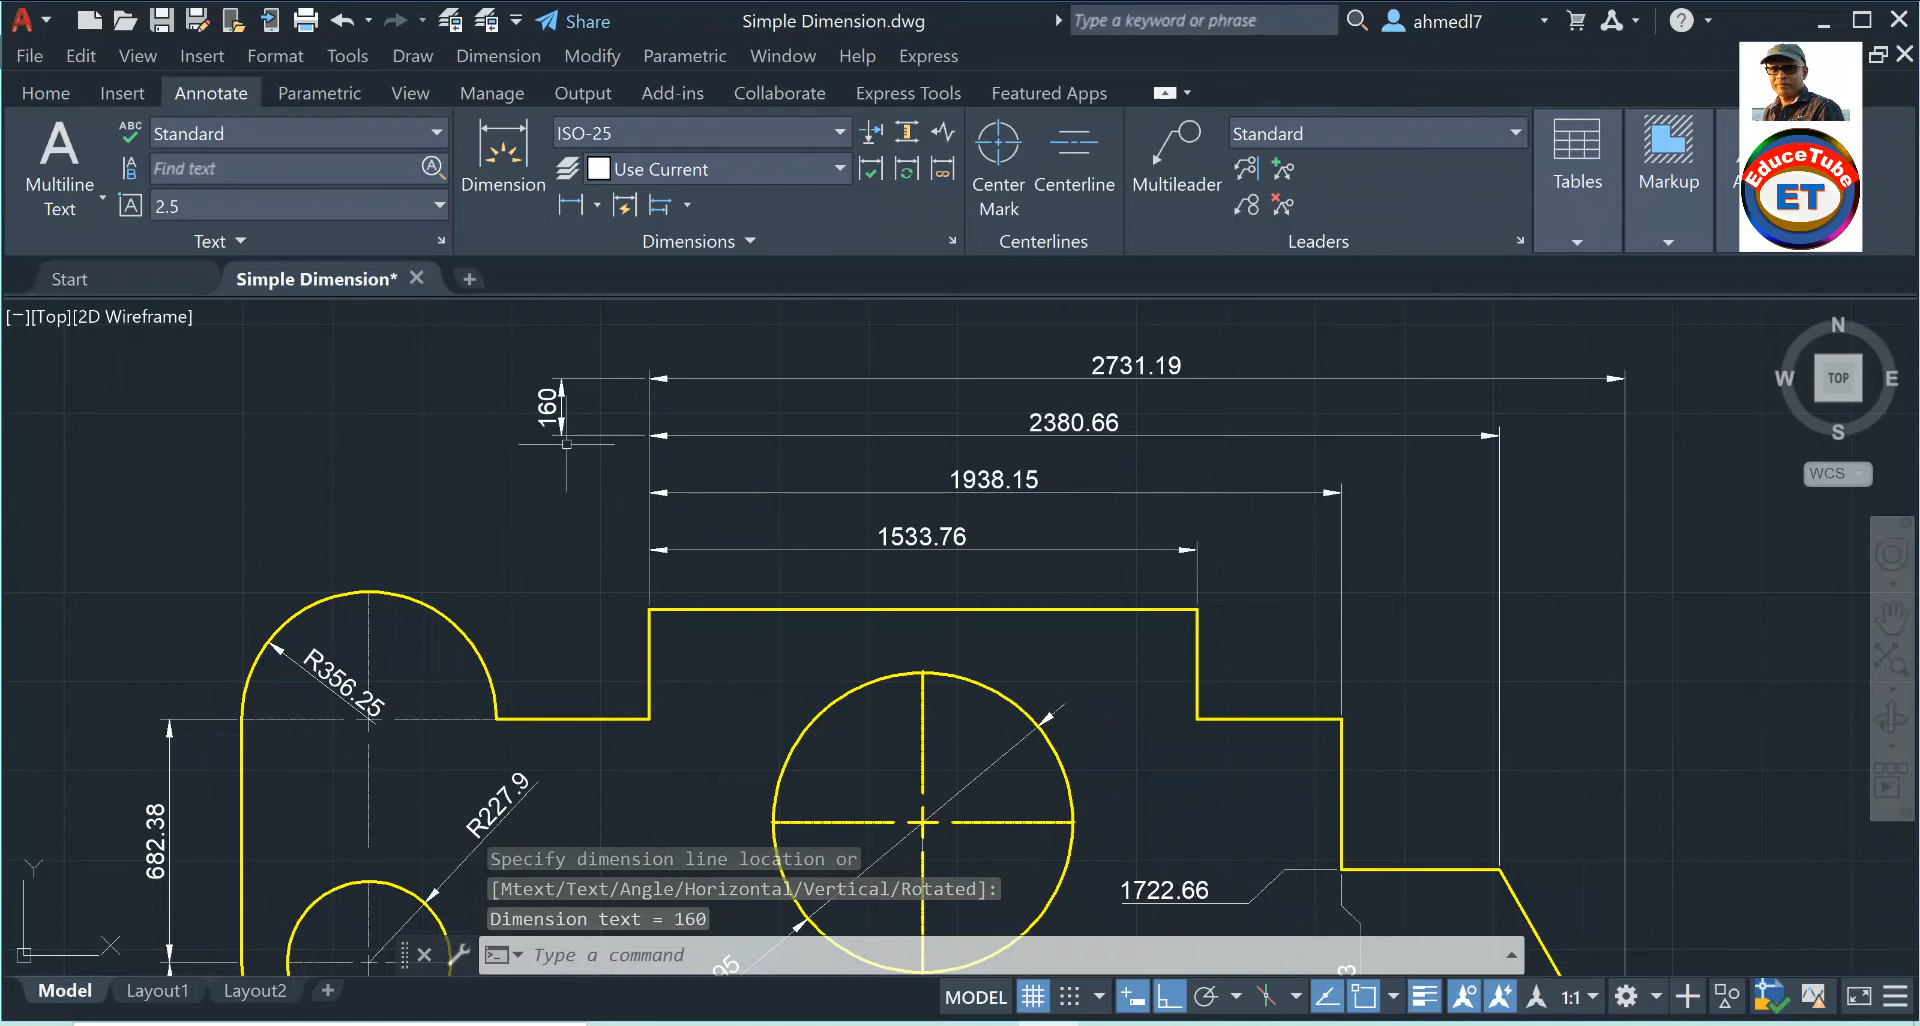 Share
Simple Dimension.dwg
Type a keyword or phrase
ahmedl7
File Edit View Insert Format Tools Draw Dimension Modify Parametric Window Help Express
Home Insert Annotate Parametric View Manage Output Add-ins Collaborate Express Tools Featured Apps
EduceTube
ET
ABC
Standard
Find text
2.5
Multiline
Text
Text
Dimension
ISO-25
Use Current
Dimensions
Center
Mark
Centerline
Centerlines
Multileader
Standard
Leaders
Tables
Markup
Start
Simple Dimension*
[−][Top][2D Wireframe]
N
W TOP E
S
WCS
2731.19
160
2380.66
1938.15
1533.76
R356.25
R227.9
682.38
1722.66
95
3
Y
X
Specify dimension line location or
[Mtext/Text/Angle/Horizontal/Vertical/Rotated]:
Dimension text = 160
Type a command
Model Layout1 Layout2
MODEL
1:1